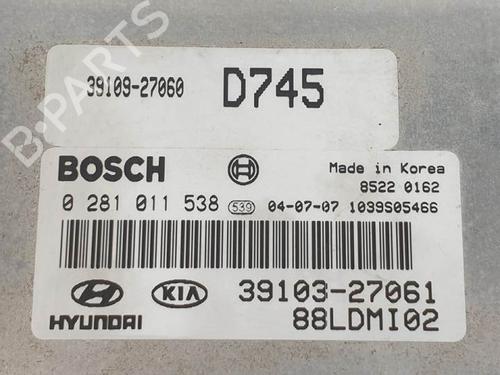 39109-27060 D745
BOSCH
Made in Korea
8522 0162
0 281 011 538 539 04-07-07 1039S05466
HYUNDAI KIA 39103-27061
88LDMI02
B-PARTS